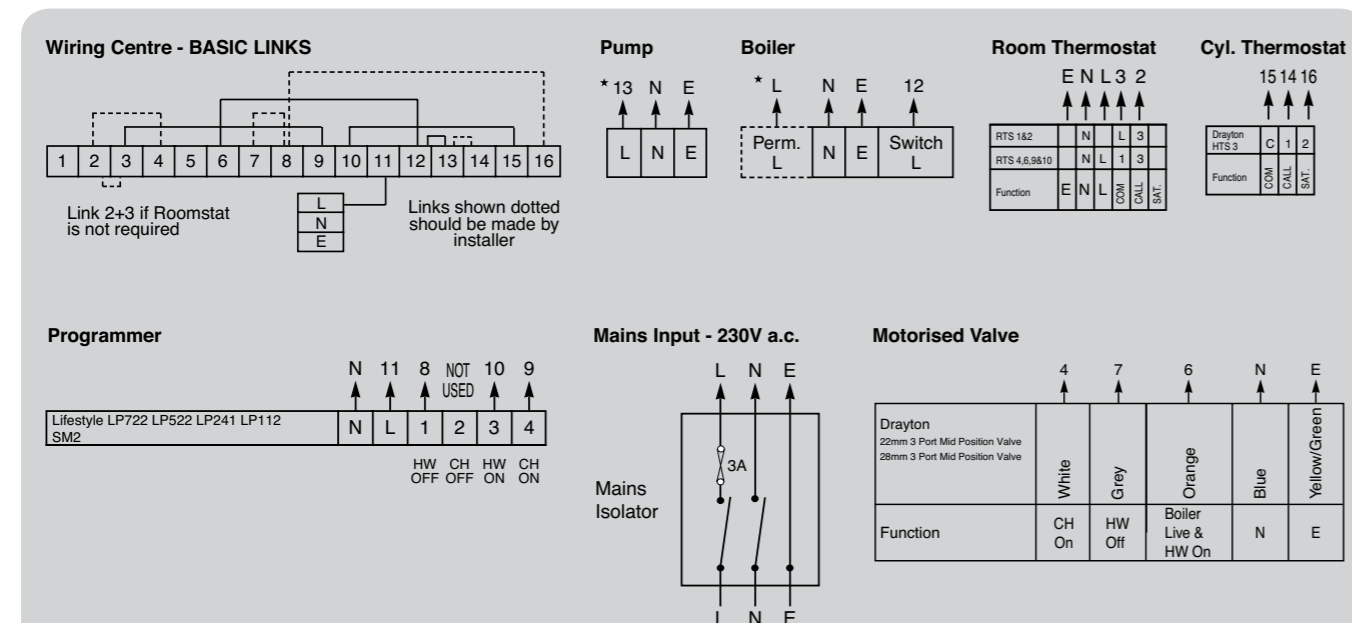 Wiring Centre - BASIC LINKS
1 2 3 4 5 6 7 8 9 10 11 12 13 14 15 16
Link 2+3 if Roomstat
is not required
L
N
E
Links shown dotted
should be made by
installer
Pump
* 13 N E
L N E
Boiler
* L N E 12
Perm.
L
N E
Switch
L
Room Thermostat
E N L 3 2
RTS 1&2 N L 3
RTS 4,6,9&10 N L 1 3
Function E N L COM CALL SAT.
Cyl. Thermostat
15 14 16
Drayton
HTS 3
C 1 2
Function COM CALL SAT.
Programmer
N 11 8 NOT
USED
10 9
Lifestyle LP722 LP522 LP241 LP112
SM2
N L 1 2 3 4
HW CH HW CH
OFF OFF ON ON
Mains Input - 230V a.c.
L N E
3A
Mains
Isolator
L N E
Motorised Valve
4 7 6 N E
Drayton
22mm 3 Port Mid Position Valve
28mm 3 Port Mid Position Valve
White
Grey
Orange
Blue
Yellow/Green
Function
CH
On
HW
Off
Boiler
Live &
HW On
N
E